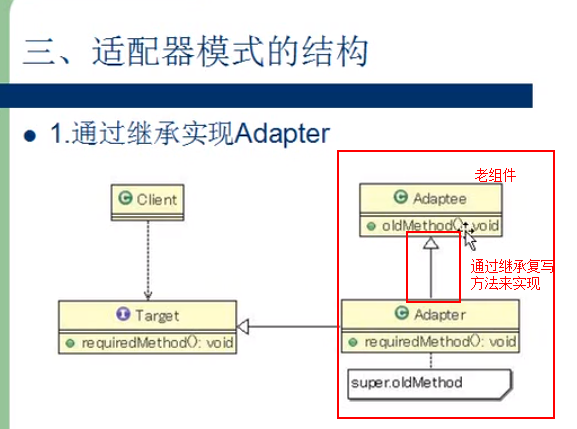 三、适配器模式的结构
1.通过继承实现Adapter
老组件
Client
Adaptee
oldMethod(): void
通过继承复写
方法来实现
Target
requiredMethod(): void
Adapter
requiredMethod(): void
super.oldMethod